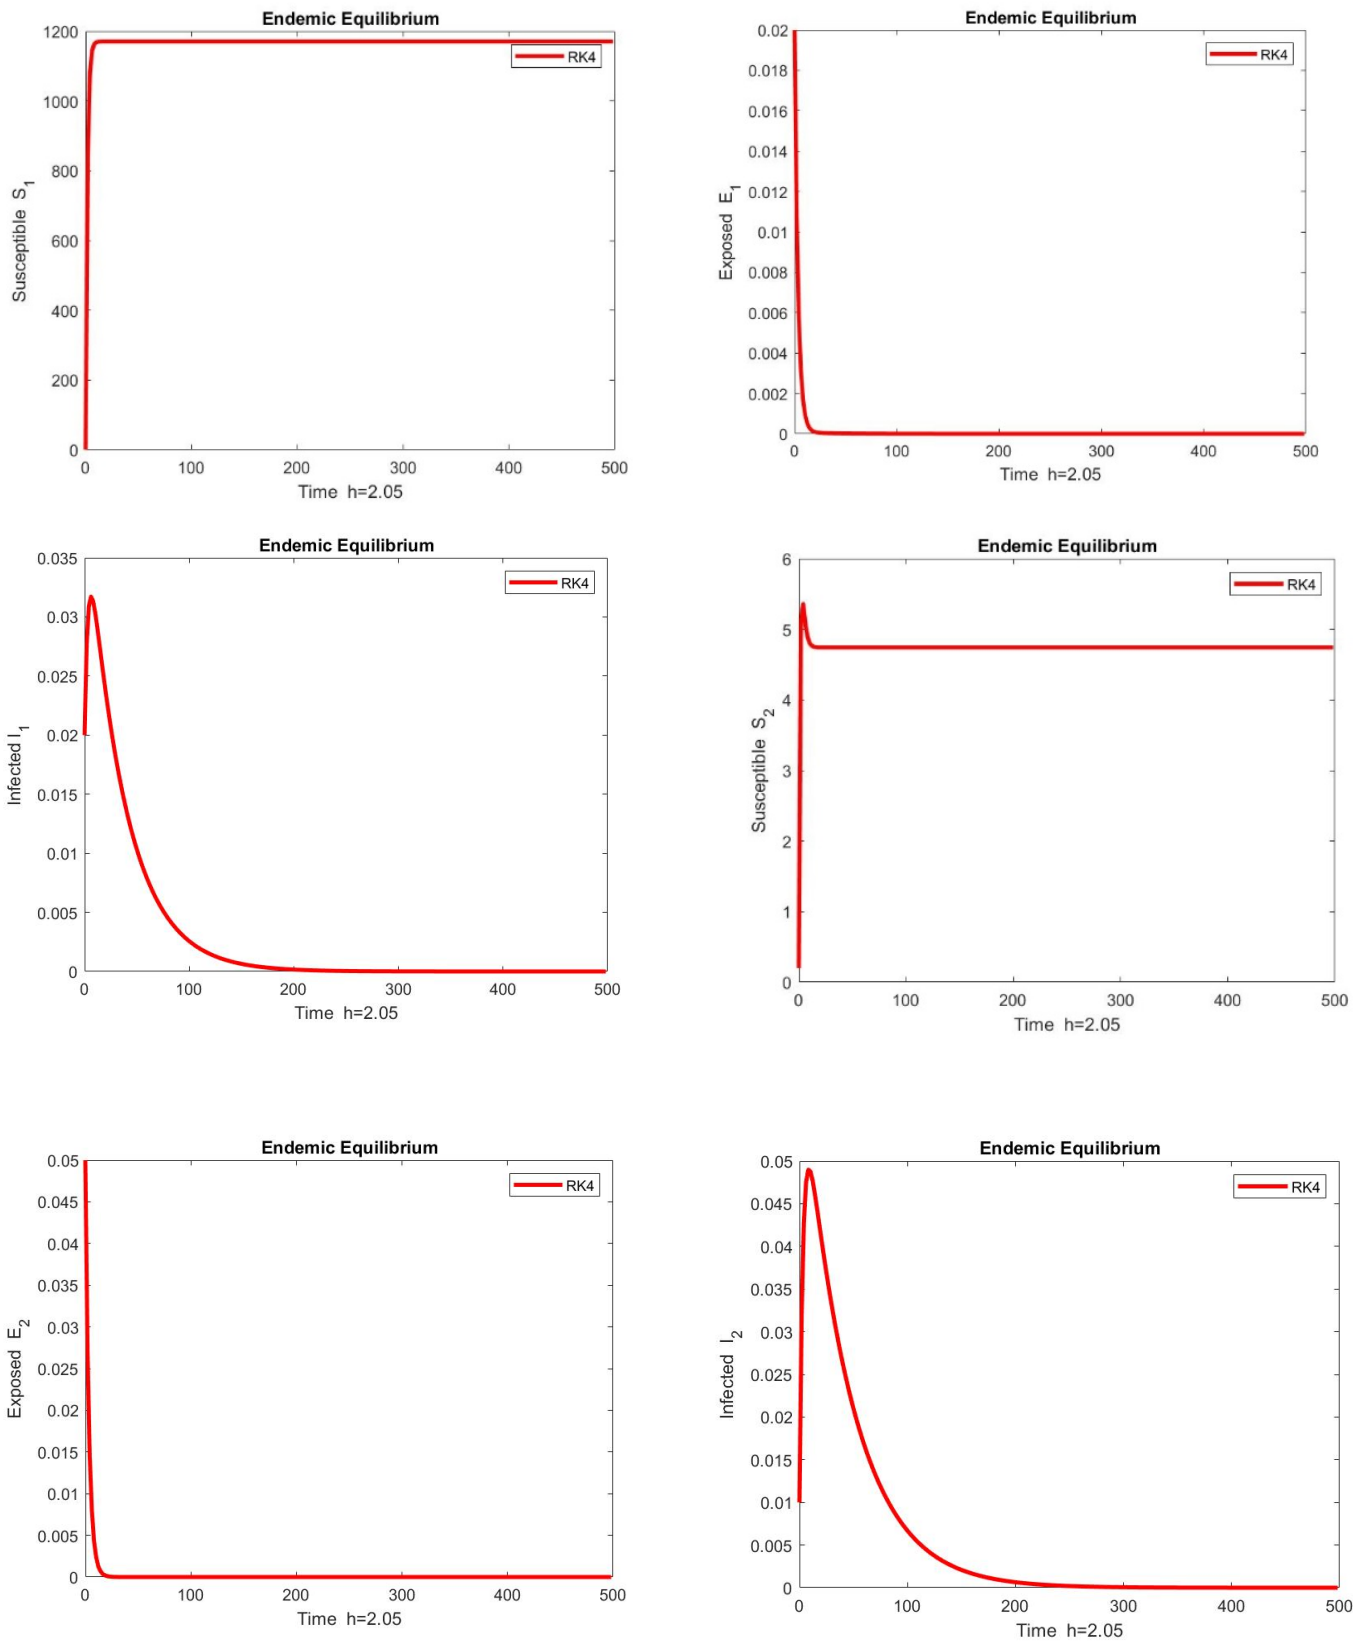 Endemic Equilibrium
1200
1000
800
600
400
200
0
Susceptible S1
RK4
0 100 200 300 400 500
Time h=2.05
Endemic Equilibrium
0.02
0.018
0.016
0.014
0.012
0.01
0.008
0.006
0.004
0.002
0
Exposed E1
RK4
0 100 200 300 400 500
Time h=2.05
Endemic Equilibrium
0.035
0.03
0.025
0.02
0.015
0.01
0.005
0
Infected I1
RK4
0 100 200 300 400 500
Time h=2.05
Endemic Equilibrium
6
5
4
3
2
1
0
Susceptible S2
RK4
0 100 200 300 400 500
Time h=2.05
Endemic Equilibrium
0.05
0.045
0.04
0.035
0.03
0.025
0.02
0.015
0.01
0.005
0
Exposed E2
RK4
0 100 200 300 400 500
Time h=2.05
Endemic Equilibrium
0.05
0.045
0.04
0.035
0.03
0.025
0.02
0.015
0.01
0.005
0
Infected I2
RK4
0 100 200 300 400 500
Time h=2.05